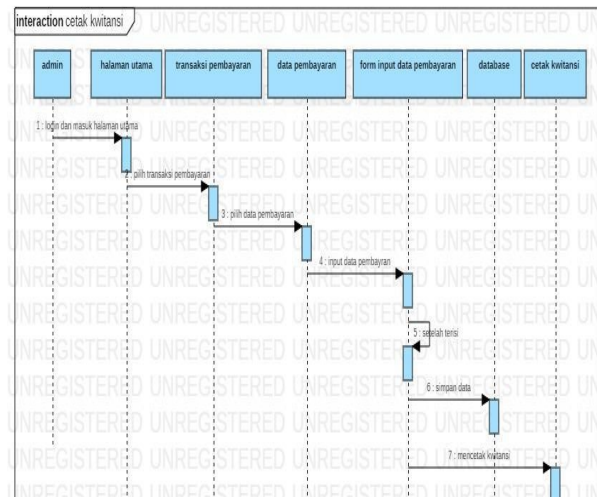 interaction cetak kwitansi
admin
halaman utama
transaksi pembayaran
data pembayaran
form input data pembayaran
database
cetak kwitansi
1 : login dan masuk halaman utama
2 : pilih transaksi pembayaran
3 : pilih data pembayaran
4 : input data pembayran
5 : setelah terisi
6 : simpan data
7 : mencetak kwitansi
UNREGISTERED